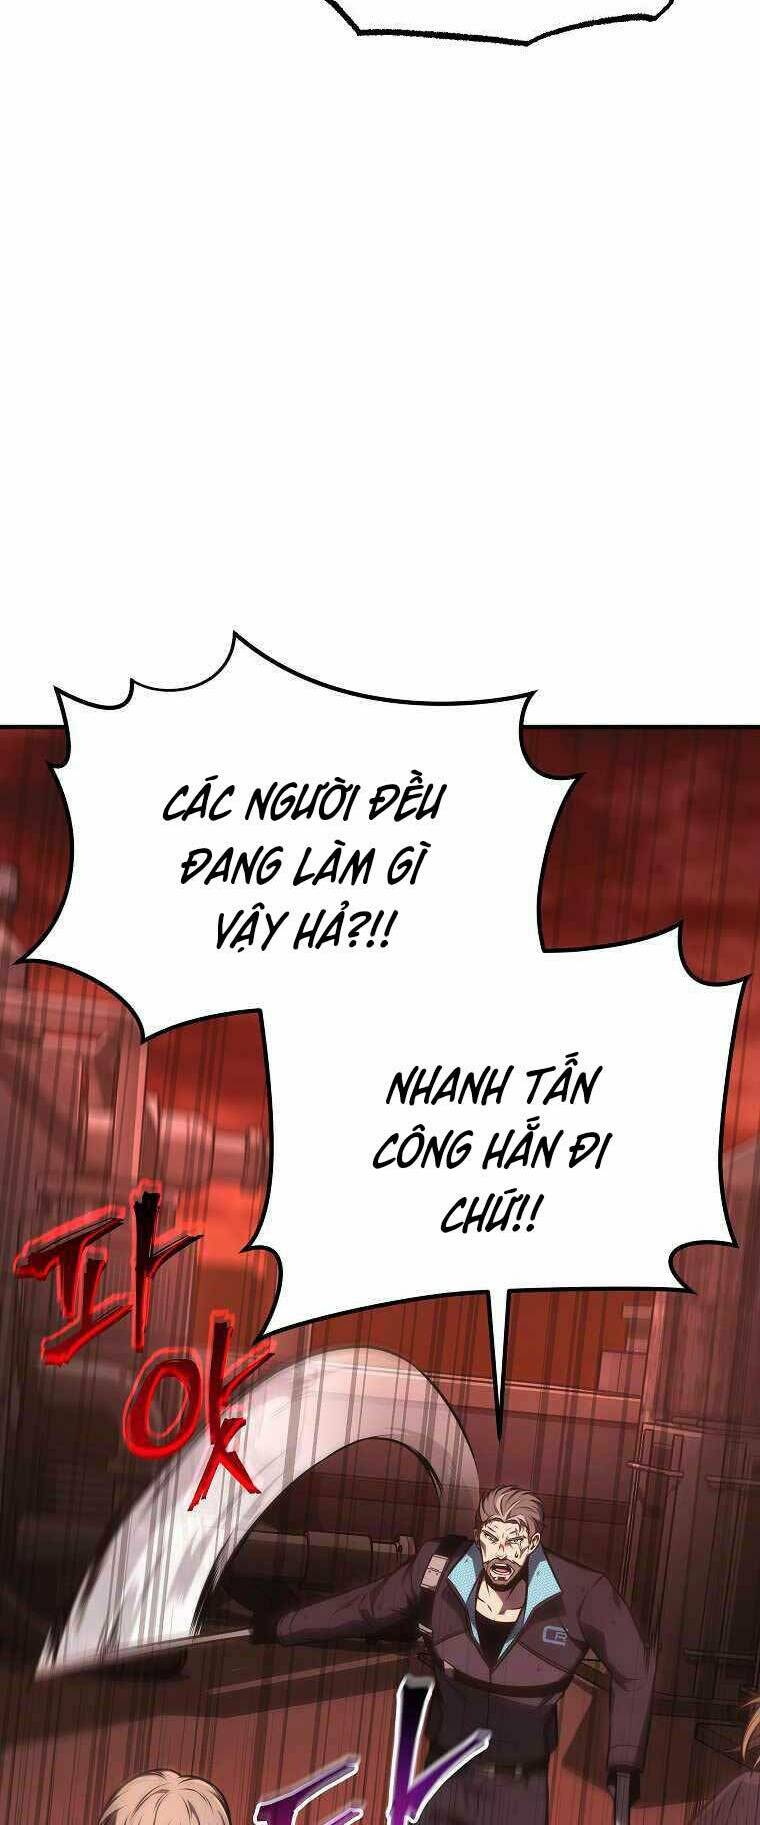 CÁC NGƯỜI ĐỀU
ĐANG LÀM GÌ
VẬY HẢ?!!
NHANH TẤN
CÔNG HẮN ĐI
CHỨ!!
파
악